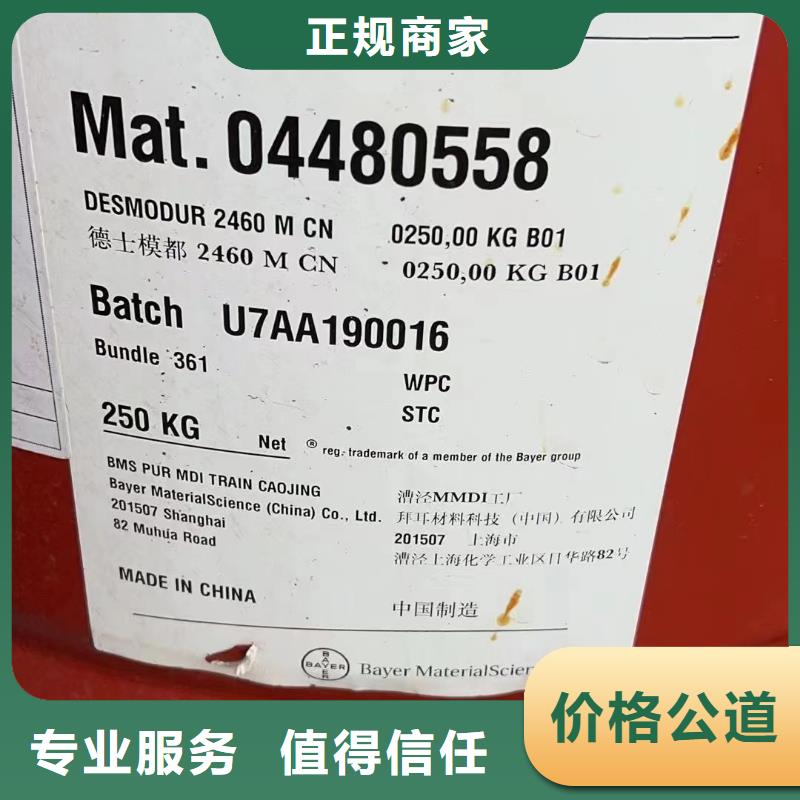 正规商家
Mat. 04480558
DESMODUR 2460 M CN 0250,00 KG B01
德士模都 2460 M CN 0250,00 KG B01
Batch U7AA190016
Bundle 361
WPC
250 KG Net STC
® reg. trademark of a member of the Bayer group
BMS PUR MDI TRAIN CAOJING 漕泾MMDI工厂
Bayer MaterialScience (China) Co., Ltd. 拜耳材料科技（中国）有限公司
201507 Shanghai 201507 上海市
82 Muhua Road 漕泾上海化学工业区目华路82号
MADE IN CHINA 中国制造
BAYER
BAYER Bayer MaterialScien
价格公道
专业服务 值得信任